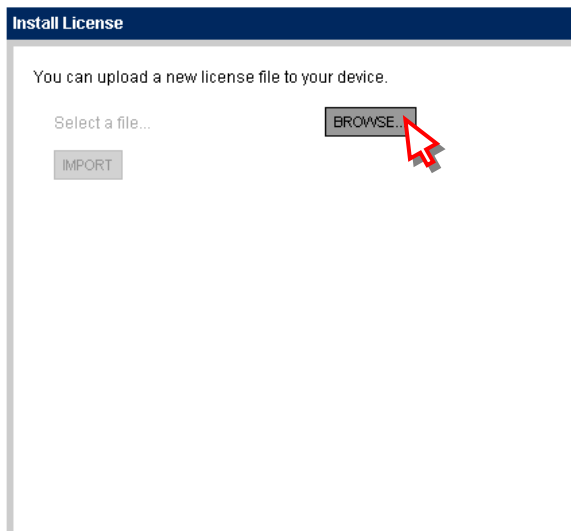 Install License
You can upload a new license file to your device.
Select a file... BROWSE...
IMPORT